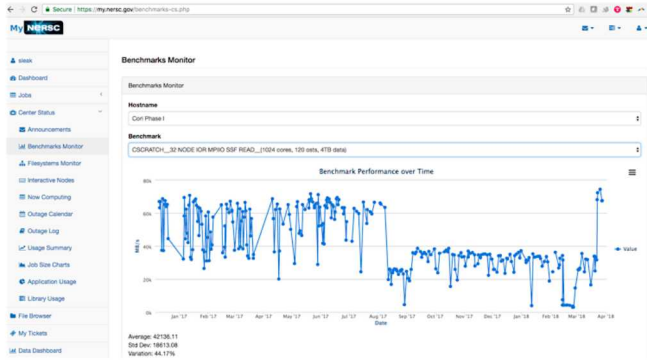 Secure | https://my.nersc.gov/benchmarks-cs.php
My NERSC
Dashboard
Jobs
Center Status
Announcements
Benchmarks Monitor
Filesystems Monitor
Interactive Nodes
Now Computing
Outage Calendar
Outage Log
Usage Summary
Job Size Charts
Application Usage
Library Usage
File Browser
My Tickets
Data Dashboard
Benchmarks Monitor
Benchmarks Monitor
Hostname
Cori Phase I
Benchmark
CSCRATCH__32 NODE IOR MPIIO SSF READ__(1024 cores, 120 osts, 4TB data)
Benchmark Performance over Time
80k
60k
40k
20k
0k
MB/s
Jan '17 Feb '17 Mar '17 Apr '17 May '17 Jun '17 Jul '17 Aug '17 Sep '17 Oct '17 Nov '17 Dec '17 Jan '18 Feb '18 Mar '18 Apr '18
Date
Value
Average: 42136.11
Std Dev: 18613.08
Variation: 44.17%